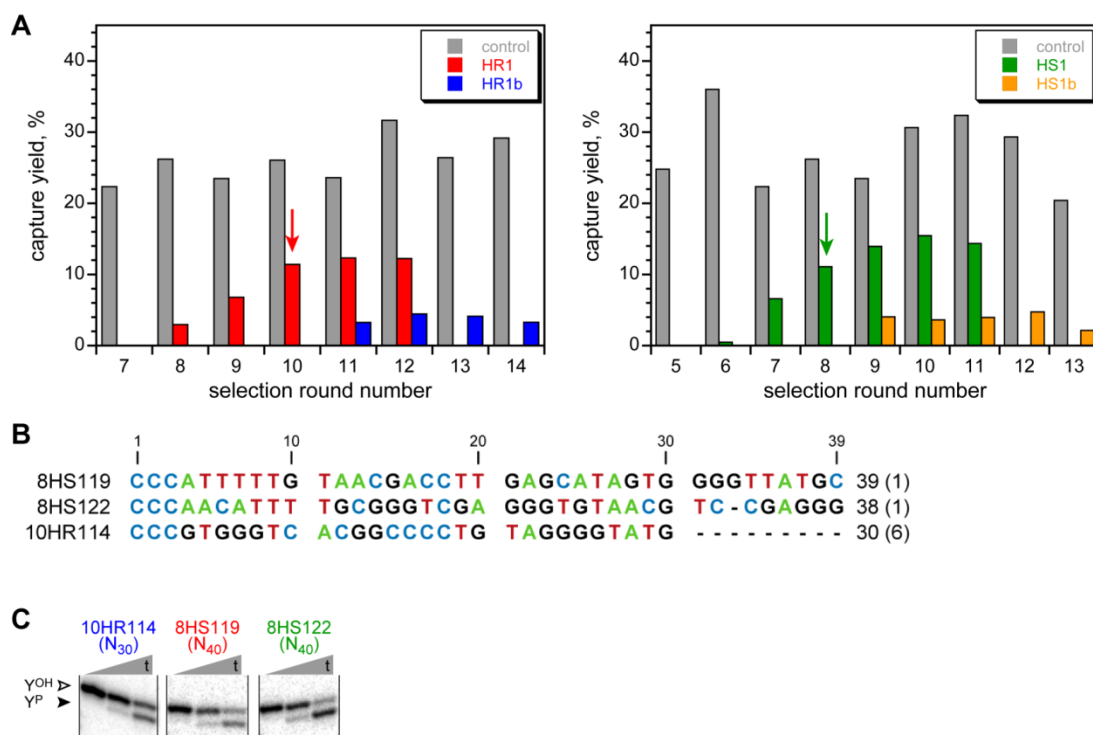 A
control
HR1
HR1b
capture yield, %
40
30
20
10
0
7 8 9 10 11 12 13 14
selection round number
control
HS1
HS1b
capture yield, %
40
30
20
10
0
5 6 7 8 9 10 11 12 13
selection round number
B
1 10 20 30 39
8HS119 CCCATTTTTG TAACGACCTT GAGCATAGTG GGGTTATGC 39 (1)
8HS122 CCCAACATTT TGCGGGTCGA GGGTGTAACG TC-CGAGGG 38 (1)
10HR114 CCCGTGGGTC ACGGCCCCTG TAGGGGTATG --------- 30 (6)
C
10HR114 8HS119 8HS122
(N30) (N40) (N40)
t t t
YOH
YP